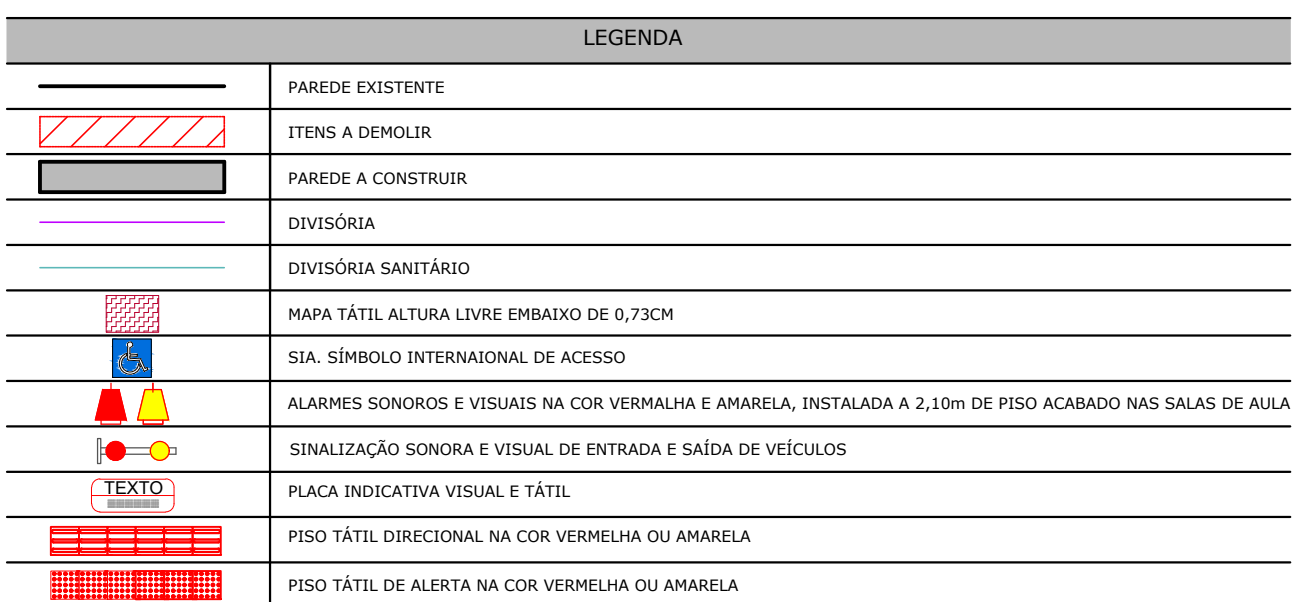 LEGENDA
PAREDE EXISTENTE
ITENS A DEMOLIR
PAREDE A CONSTRUIR
DIVISÓRIA
DIVISÓRIA SANITÁRIO
MAPA TÁTIL ALTURA LIVRE EMBAIXO DE 0,73CM
SIA. SÍMBOLO INTERNAIONAL DE ACESSO
ALARMES SONOROS E VISUAIS NA COR VERMALHA E AMARELA, INSTALADA A 2,10m DE PISO ACABADO NAS SALAS DE AULA
SINALIZAÇÃO SONORA E VISUAL DE ENTRADA E SAÍDA DE VEÍCULOS
TEXTO
PLACA INDICATIVA VISUAL E TÁTIL
PISO TÁTIL DIRECIONAL NA COR VERMELHA OU AMARELA
PISO TÁTIL DE ALERTA NA COR VERMELHA OU AMARELA